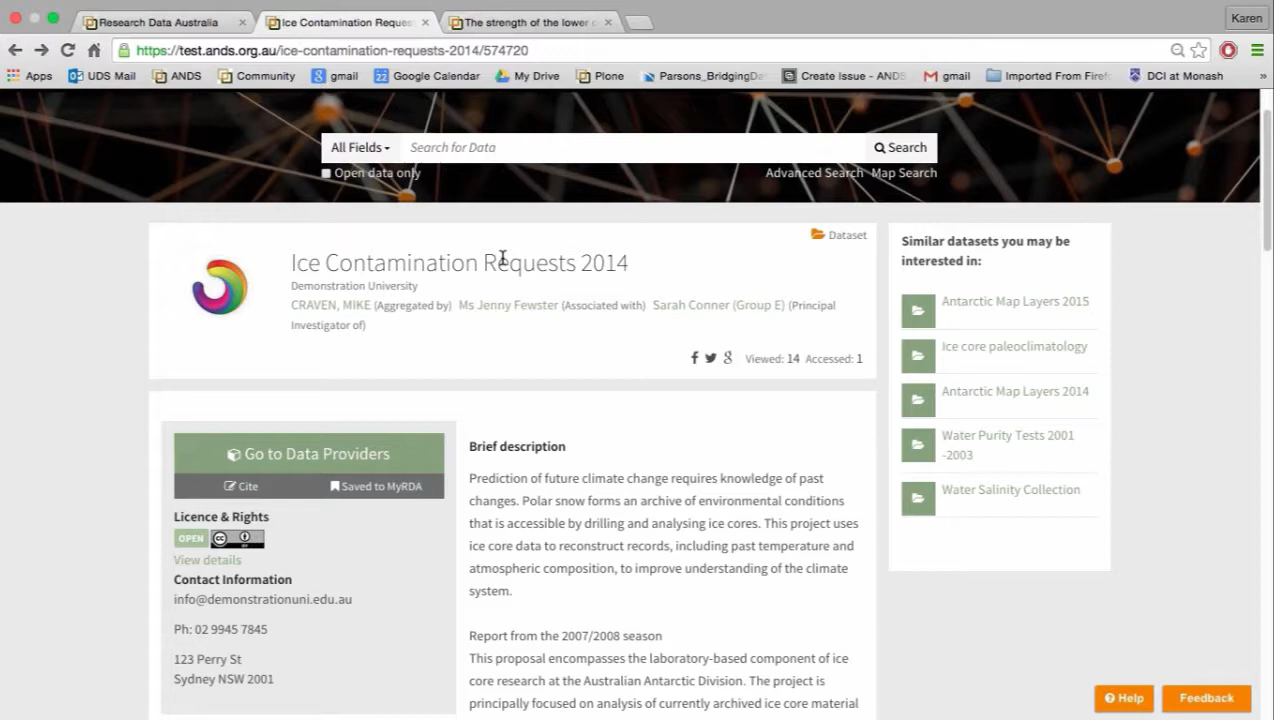 Research Data Australia
Ice Contamination Reques
The strength of the lower
Karen
https://test.ands.org.au/ice-contamination-requests-2014/574720
Apps UDS Mail ANDS Community gmail Google Calendar My Drive Plone Parsons_BridgingDa Create Issue - ANDS gmail Imported From Firef DCI at Monash »
All Fields Search for Data Search
Open data only Advanced Search Map Search
Dataset
Ice Contamination Requests 2014
Demonstration University
CRAVEN, MIKE (Aggregated by) Ms Jenny Fewster (Associated with) Sarah Conner (Group E) (Principal
Investigator of)
Viewed: 14 Accessed: 1
Go to Data Providers
Cite Saved to MyRDA
Licence & Rights
OPEN cc
View details
Contact Information
info@demonstrationuni.edu.au
Ph: 02 9945 7845
123 Perry St
Sydney NSW 2001
Brief description
Prediction of future climate change requires knowledge of past
changes. Polar snow forms an archive of environmental conditions
that is accessible by drilling and analysing ice cores. This project uses
ice core data to reconstruct records, including past temperature and
atmospheric composition, to improve understanding of the climate
system.
Report from the 2007/2008 season
This proposal encompasses the laboratory-based component of ice
core research at the Australian Antarctic Division. The project is
principally focused on analysis of currently archived ice core material
Similar datasets you may be
interested in:
Antarctic Map Layers 2015
Ice core paleoclimatology
Antarctic Map Layers 2014
Water Purity Tests 2001
-2003
Water Salinity Collection
Help
Feedback